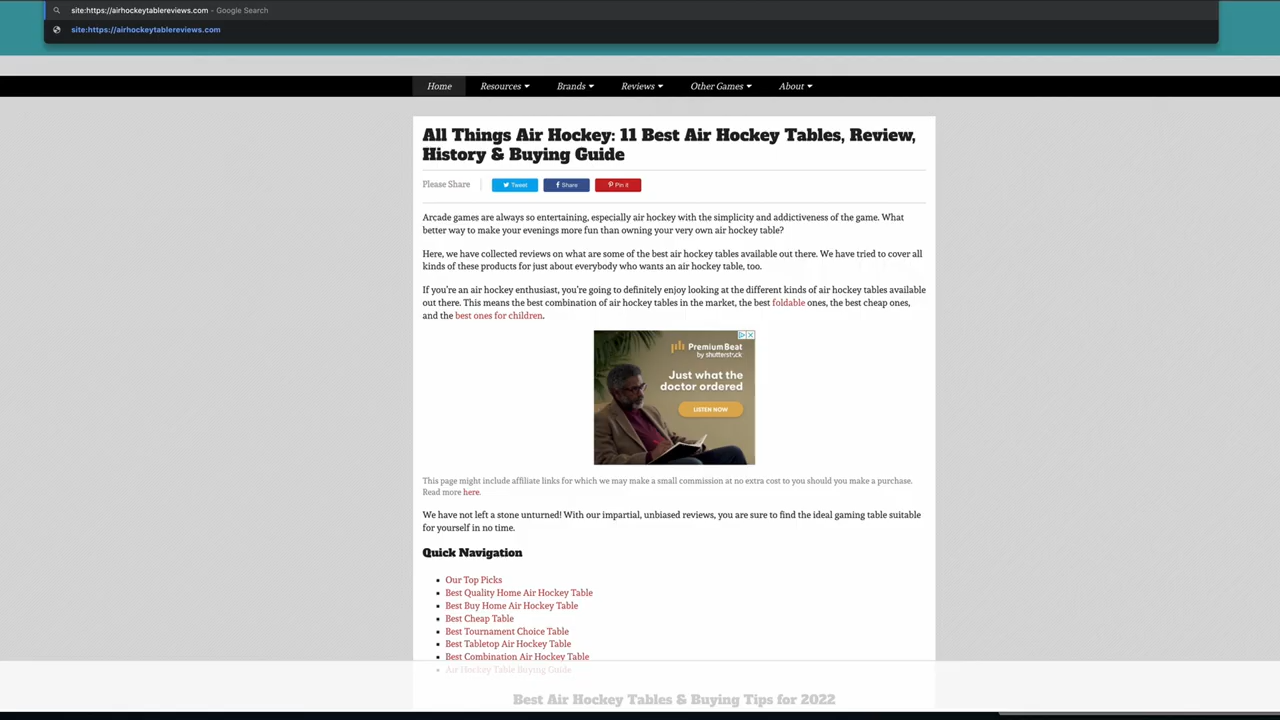 site:https://airhockeytablereviews.com - Google Search
site:https://airhockeytablereviews.com
Home Resources Brands Reviews Other Games About
All Things Air Hockey: 11 Best Air Hockey Tables, Review,
History & Buying Guide
Please Share Tweet Share Pin it
Arcade games are always so entertaining, especially air hockey with the simplicity and addictiveness of the game. What
better way to make your evenings more fun than owning your very own air hockey table?
Here, we have collected reviews on what are some of the best air hockey tables available out there. We have tried to cover all
kinds of these products for just about everybody who wants an air hockey table, too.
If you're an air hockey enthusiast, you're going to definitely enjoy looking at the different kinds of air hockey tables available
out there. This means the best combination of air hockey tables in the market, the best foldable ones, the best cheap ones,
and the best ones for children.
PremiumBeat
by shutterstock
Just what the
doctor ordered
LISTEN NOW
This page might include affiliate links for which we may make a small commission at no extra cost to you should you make a purchase.
Read more here.
We have not left a stone unturned! With our impartial, unbiased reviews, you are sure to find the ideal gaming table suitable
for yourself in no time.
Quick Navigation
Our Top Picks
Best Quality Home Air Hockey Table
Best Buy Home Air Hockey Table
Best Cheap Table
Best Tournament Choice Table
Best Tabletop Air Hockey Table
Best Combination Air Hockey Table
Air Hockey Table Buying Guide
Best Air Hockey Tables & Buying Tips for 2022